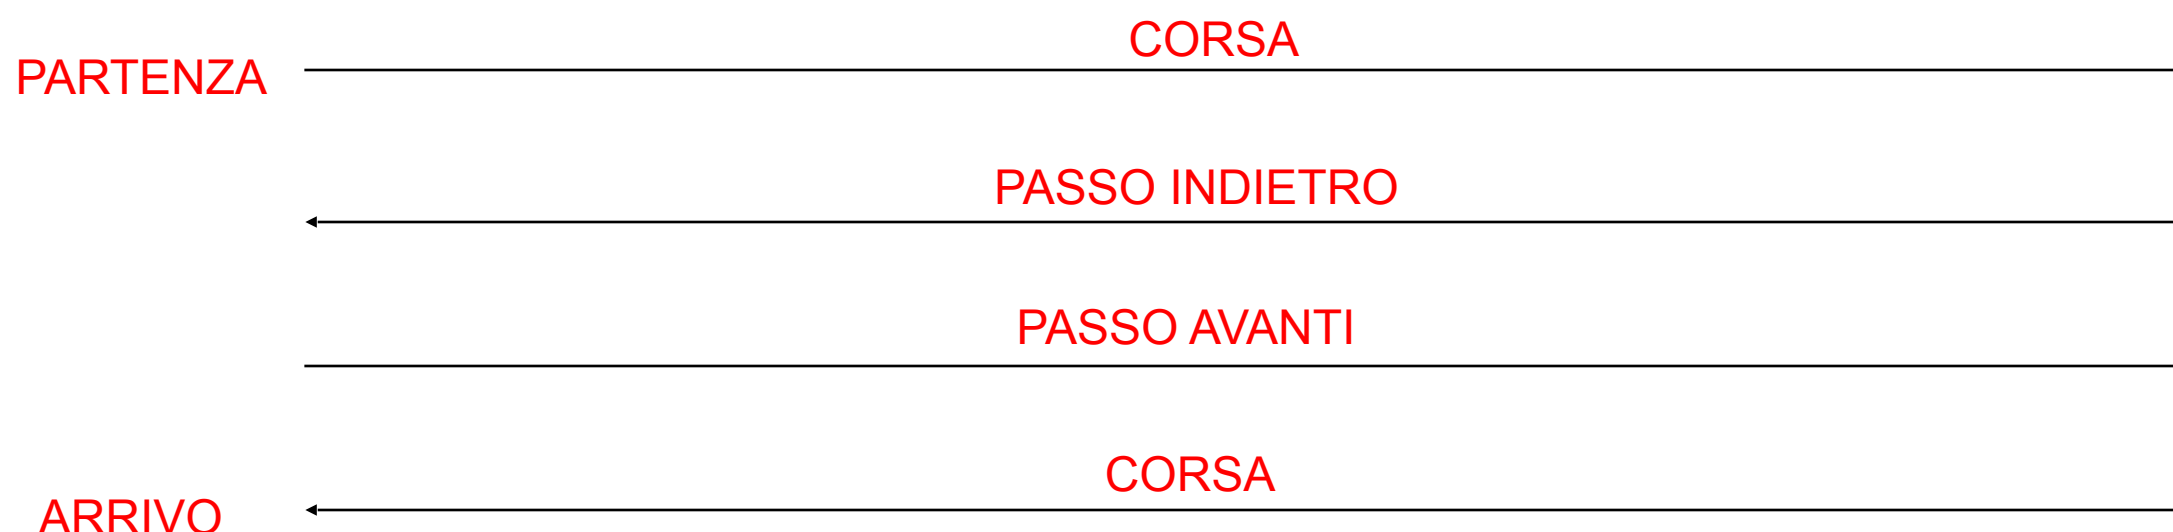 CORSA
PARTENZA
PASSO INDIETRO
PASSO AVANTI
CORSA
ARRIVO